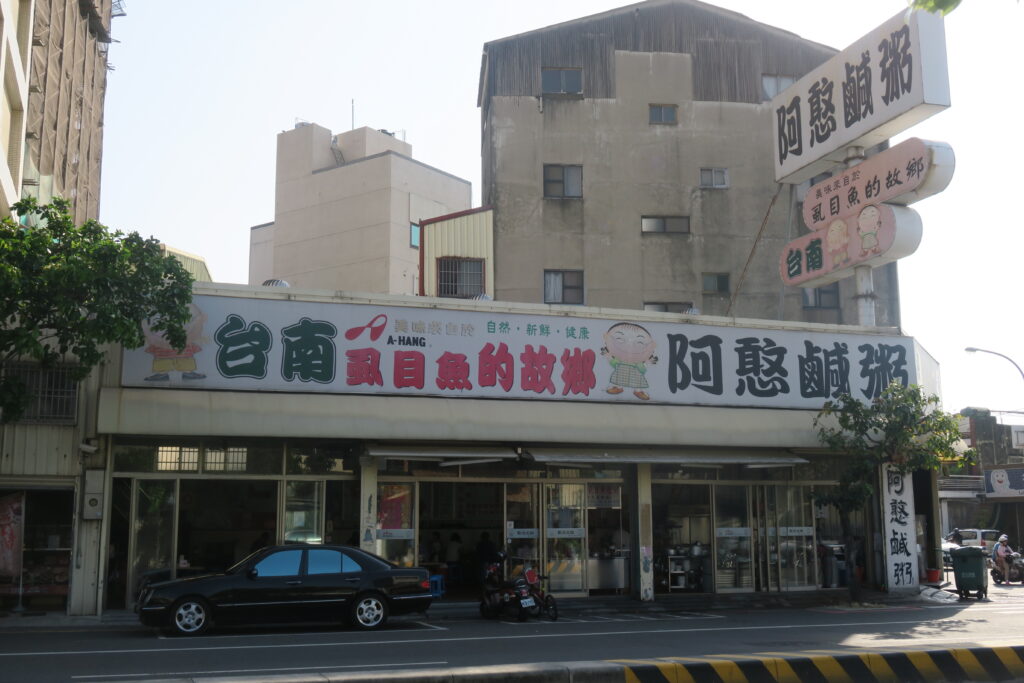 阿憨鹹粥
美味來自於
虱目魚的故鄉
台南
台南
A-HANG
美味來自於
自然・新鮮・健康
虱目魚的故鄉
阿憨鹹粥
阿憨鹹粥